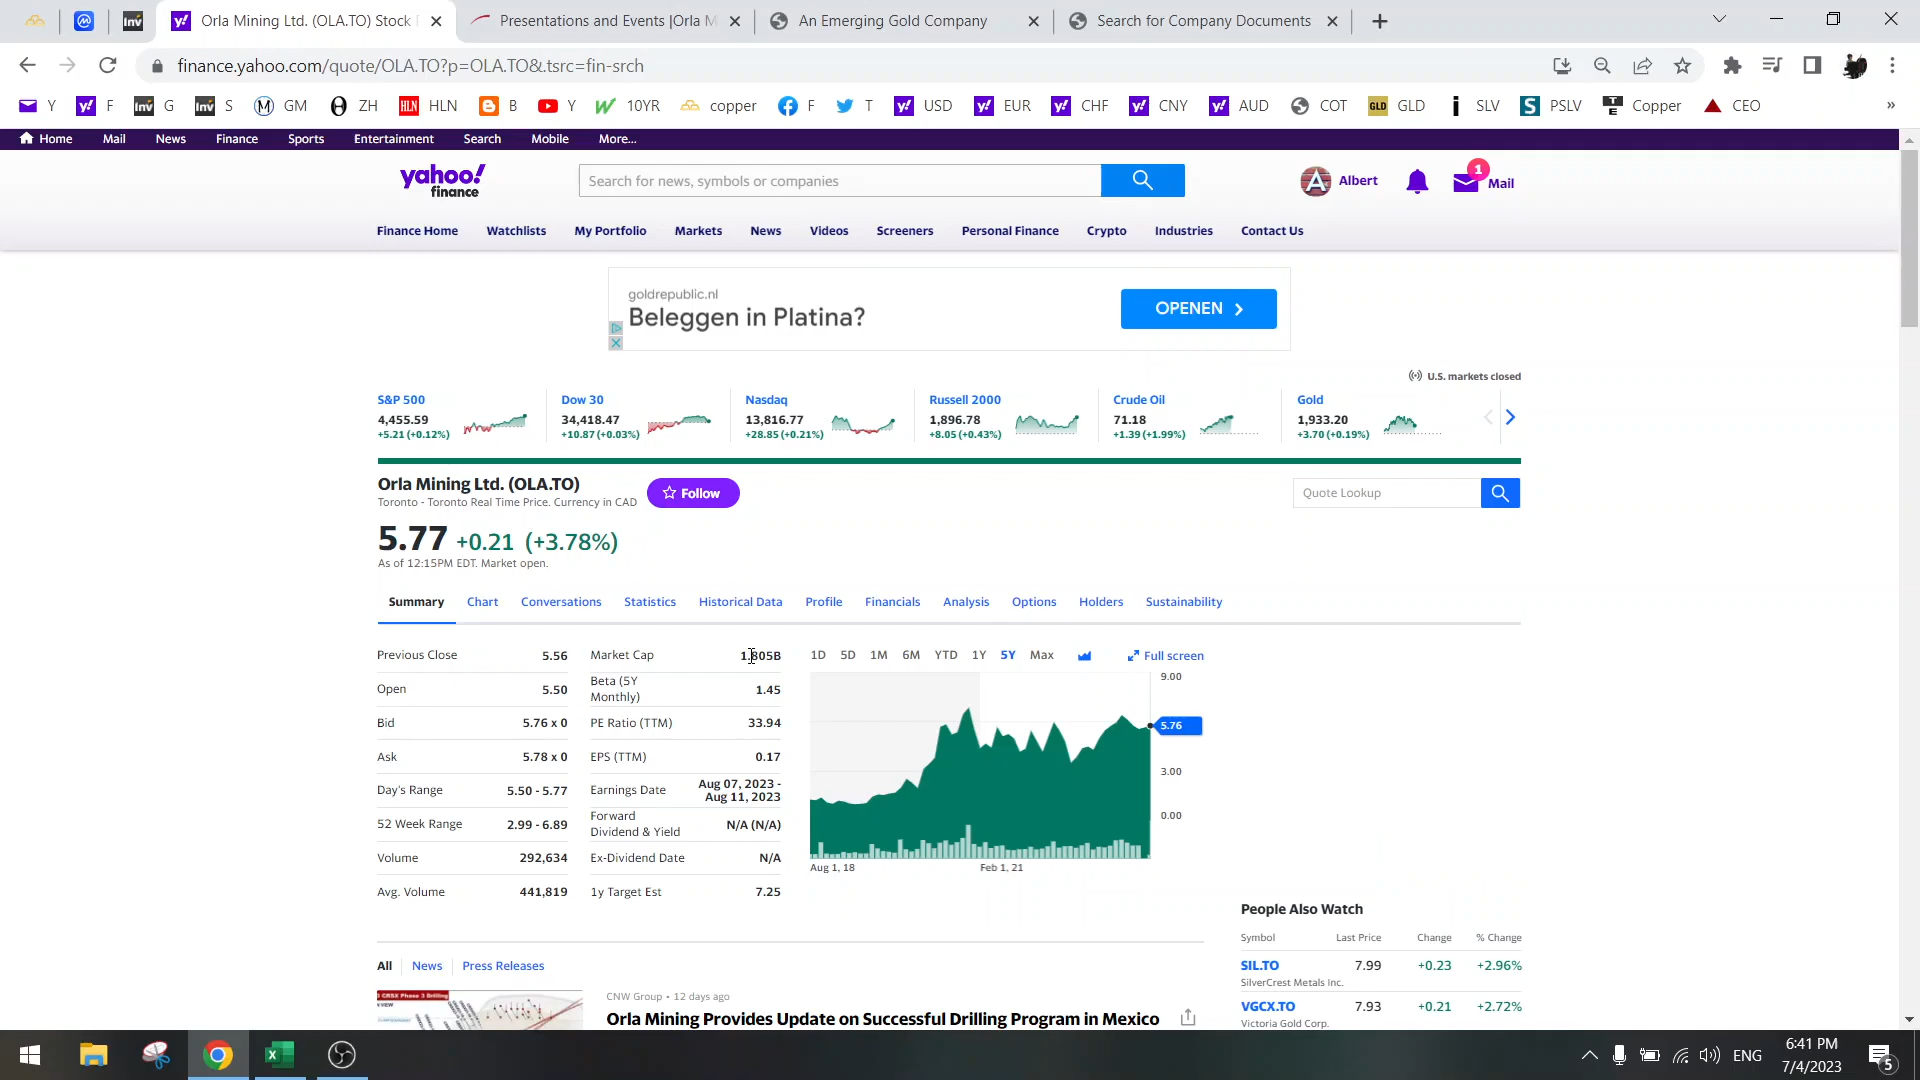 Orla Mining Ltd. (OLA.TO) Stock
Presentations and Events |Orla M
An Emerging Gold Company
Search for Company Documents
finance.yahoo.com/quote/OLA.TO?p=OLA.TO&.tsrc=fin-srch
Y F G S GM ZH HLN B Y 10YR copper F T USD EUR CHF CNY AUD COT GLD SLV PSLV Copper CEO »
Home Mail News Finance Sports Entertainment Search Mobile More...
yahoo!
finance
Search for news, symbols or companies
Albert
1
Mail
Finance Home Watchlists My Portfolio Markets News Videos Screeners Personal Finance Crypto Industries Contact Us
goldrepublic.nl
Beleggen in Platina?
OPENEN
U.S. markets closed
S&P 500 Dow 30 Nasdaq Russell 2000 Crude Oil Gold
4,455.59 34,418.47 13,816.77 1,896.78 71.18 1,933.20
+5.21 (+0.12%) +10.87 (+0.03%) +28.85 (+0.21%) +8.05 (+0.43%) +1.39 (+1.99%) +3.70 (+0.19%)
Orla Mining Ltd. (OLA.TO)
Toronto - Toronto Real Time Price. Currency in CAD
Follow
Quote Lookup
5.77 +0.21 (+3.78%)
As of 12:15PM EDT. Market open.
Summary Chart Conversations Statistics Historical Data Profile Financials Analysis Options Holders Sustainability
Previous Close 5.56
Open 5.50
Bid 5.76 x 0
Ask 5.78 x 0
Day's Range 5.50 - 5.77
52 Week Range 2.99 - 6.89
Volume 292,634
Avg. Volume 441,819
Market Cap 1.805B
Beta (5Y
Monthly) 1.45
PE Ratio (TTM) 33.94
EPS (TTM) 0.17
Earnings Date Aug 07, 2023 -
Aug 11, 2023
Forward
Dividend & Yield N/A (N/A)
Ex-Dividend Date N/A
1y Target Est 7.25
1D 5D 1M 6M YTD 1Y 5Y Max
Full screen
9.00
5.76
3.00
0.00
Aug 1, 18 Feb 1, 21
People Also Watch
Symbol Last Price Change % Change
SIL.TO 7.99 +0.23 +2.96%
SilverCrest Metals Inc.
VGCX.TO 7.93 +0.21 +2.72%
Victoria Gold Corp.
All News Press Releases
CNW Group • 12 days ago
Orla Mining Provides Update on Successful Drilling Program in Mexico
ENG
6:41 PM
7/4/2023
5